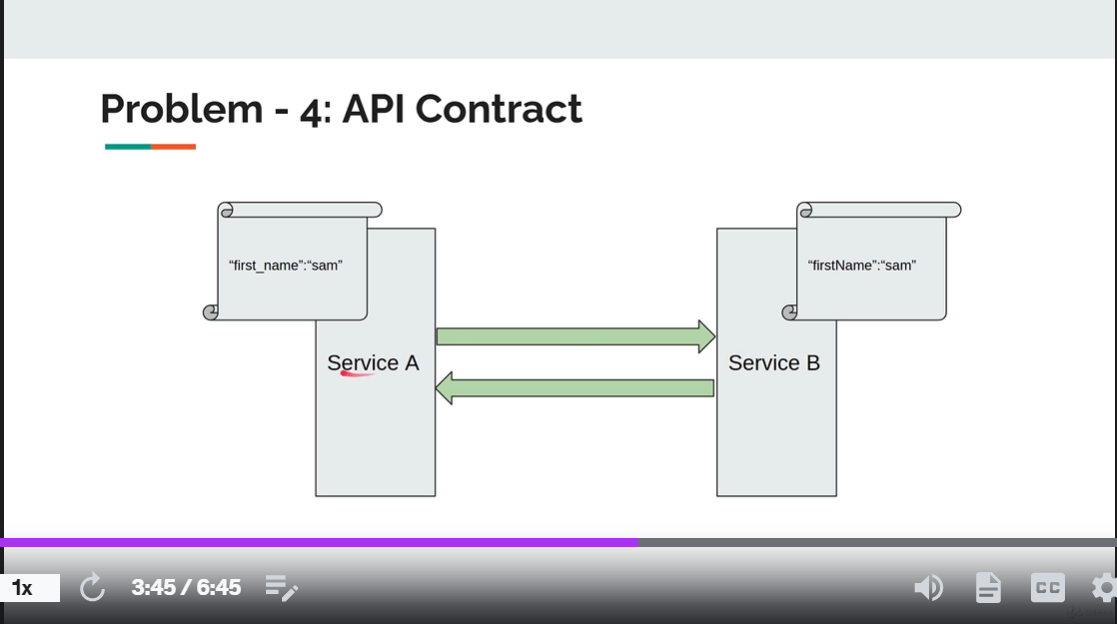 Problem - 4: API Contract
“first_name”:“sam”
“firstName”:“sam”
Service A
Service B
1x
3:45 / 6:45
CC